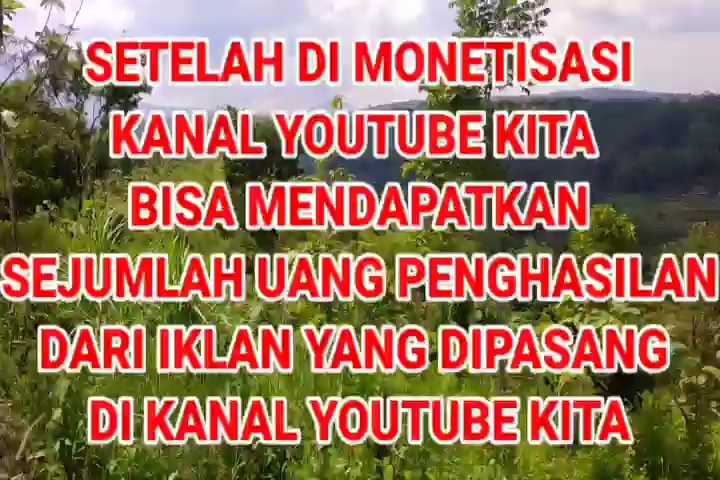 SETELAH DI MONETISASI
KANAL YOUTUBE KITA
BISA MENDAPATKAN
SEJUMLAH UANG PENGHASILAN
DARI IKLAN YANG DIPASANG
DI KANAL YOUTUBE KITA